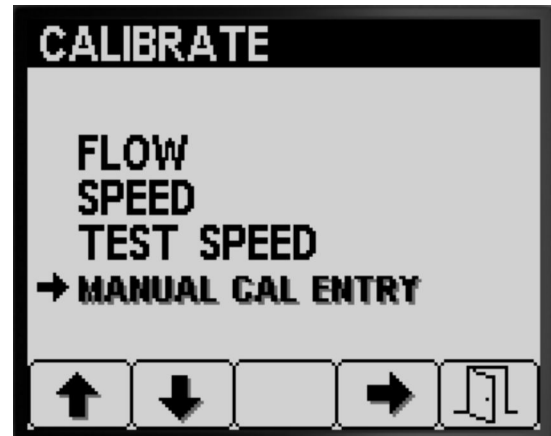 CALIBRATE
FLOW
SPEED
TEST SPEED
MANUAL CAL ENTRY